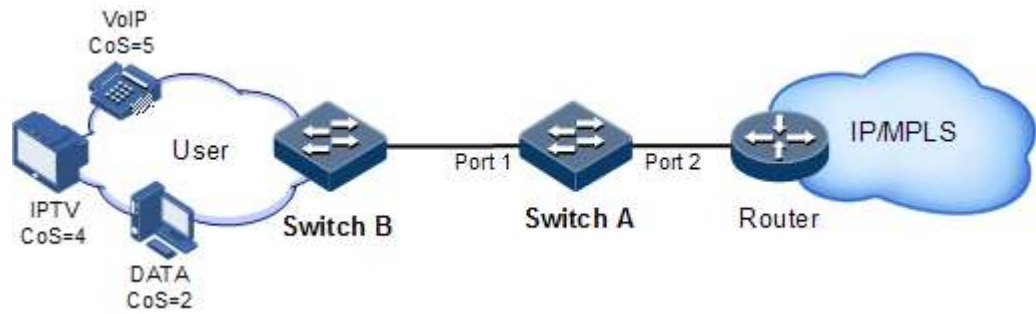 VoIP
CoS=5
User
IPTV
CoS=4
DATA
CoS=2
Switch B
Port 1
Switch A
Port 2
Router
IP/MPLS